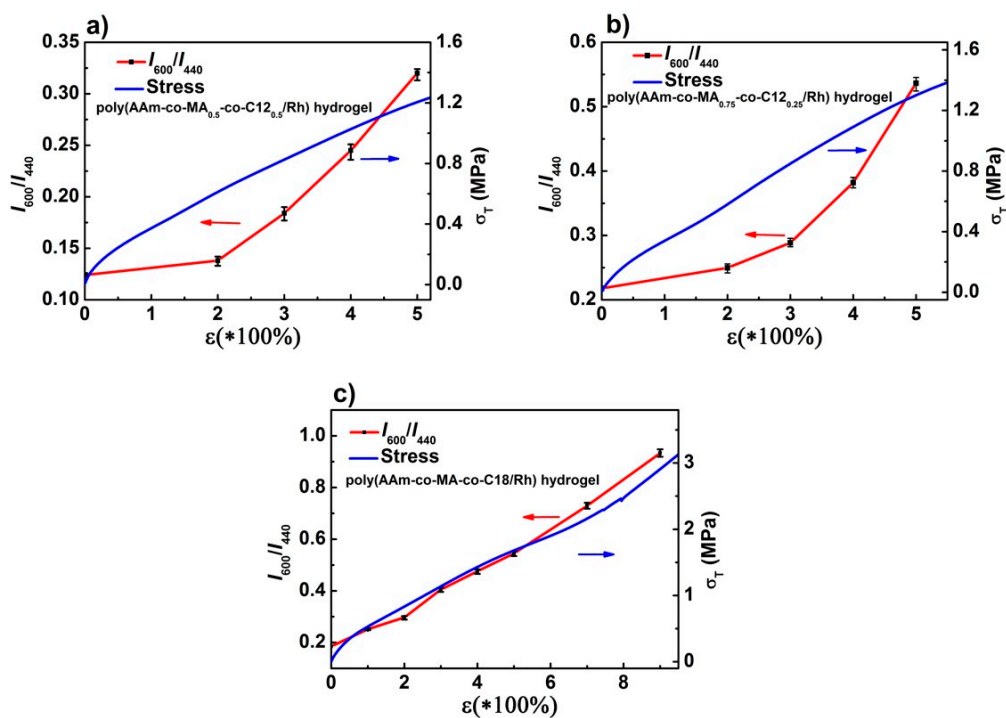 a)
I600/I440
Stress
poly(AAm-co-MA0.5-co-C120.5/Rh) hydrogel
0.35
0.30
0.25
0.20
0.15
0.10
I600/I440
1.6
1.2
0.8
0.4
0.0
σT (MPa)
0 1 2 3 4 5
ε(*100%)
b)
I600/I440
Stress
poly(AAm-co-MA0.75-co-C120.25/Rh) hydrogel
0.6
0.5
0.4
0.3
0.2
I600/I440
1.6
1.2
0.8
0.4
0.0
σT (MPa)
0 1 2 3 4 5
ε(*100%)
c)
I600/I440
Stress
poly(AAm-co-MA-co-C18/Rh) hydrogel
1.0
0.8
0.6
0.4
0.2
I600/I440
3
2
1
0
σT (MPa)
0 2 4 6 8
ε(*100%)